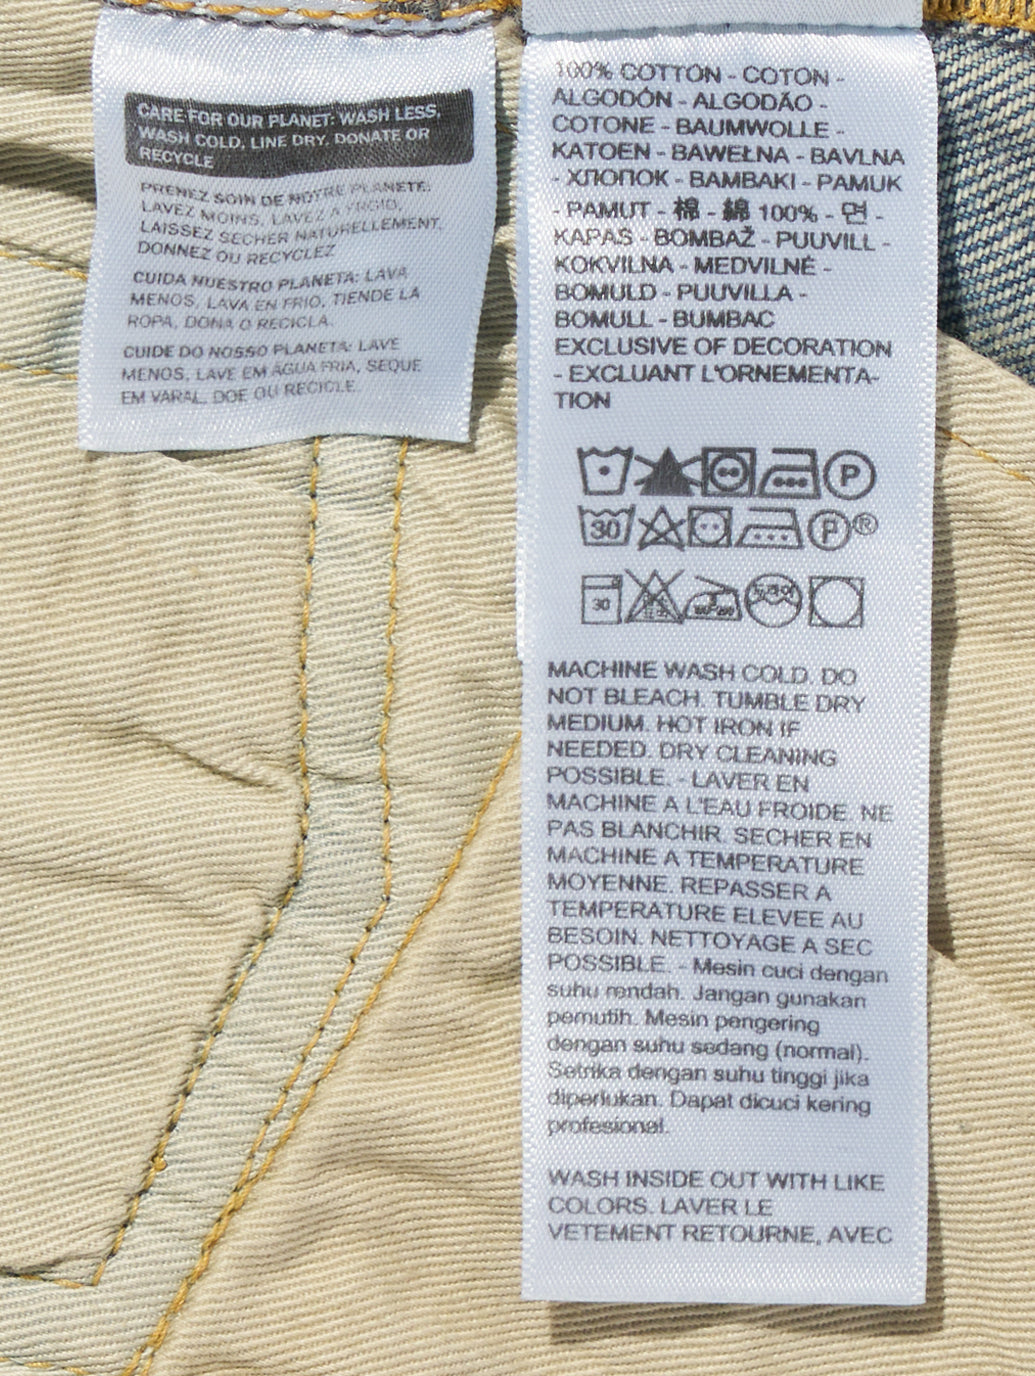 CARE FOR OUR PLANET: WASH LESS,
WASH COLD, LINE DRY, DONATE OR
RECYCLE
PRENEZ SOIN DE NOTRE PLANETE:
LAVEZ MOINS, LAVEZ A FROID,
LAISSEZ SECHER NATURELLEMENT,
DONNEZ OU RECYCLEZ
CUIDA NUESTRO PLANETA: LAVA
MENOS, LAVA EN FRIO, TIENDE LA
ROPA, DONA O RECICLA.
CUIDE DO NOSSO PLANETA: LAVE
MENOS, LAVE EM ÁGUA FRIA, SEQUE
EM VARAL, DOE OU RECICLE.
100% COTTON - COTON -
ALGODÓN - ALGODÃO -
COTONE - BAUMWOLLE -
KATOEN - BAWEŁNA - BAVLNA
- ХЛОПОК - BAMBAKI - PAMUK
- PAMUT - 棉 - 綿 100% - 면 -
KAPAS - BOMBAŽ - PUUVILL -
KOKVILNA - MEDVILNĖ -
BOMULD - PUUVILLA -
BOMULL - BUMBAC
EXCLUSIVE OF DECORATION
- EXCLUANT L'ORNEMENTA-
TION
P
30 P ®
30
MACHINE WASH COLD. DO
NOT BLEACH. TUMBLE DRY
MEDIUM. HOT IRON IF
NEEDED. DRY CLEANING
POSSIBLE. - LAVER EN
MACHINE A L'EAU FROIDE. NE
PAS BLANCHIR. SECHER EN
MACHINE A TEMPERATURE
MOYENNE. REPASSER A
TEMPERATURE ELEVEE AU
BESOIN. NETTOYAGE A SEC
POSSIBLE. - Mesin cuci dengan
suhu rendah. Jangan gunakan
pemutih. Mesin pengering
dengan suhu sedang (normal).
Setrika dengan suhu tinggi jika
diperlukan. Dapat dicuci kering
profesional.
WASH INSIDE OUT WITH LIKE
COLORS. LAVER LE
VETEMENT RETOURNE, AVEC